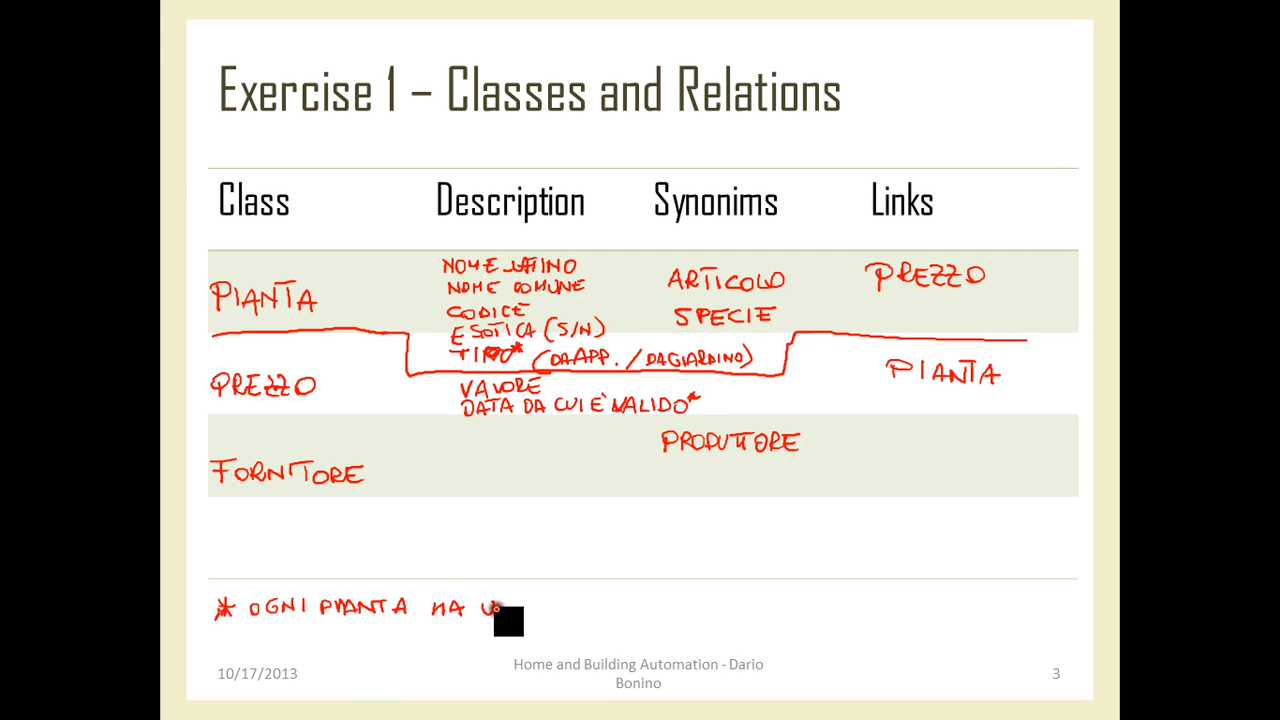 Exercise 1 – Classes and Relations
Class Description Synonims Links
PIANTA
NOME LATINO
NOME COMUNE
CODICE
ESOTICA (S/N)
TIPO* (DA APP. / DA GIARDINO)
ARTICOLO
SPECIE
PREZZO
PREZZO
VALORE
DATA DA CUI È VALIDO*
PIANTA
FORNITORE
PRODUTTORE
* OGNI PIANTA HA U
10/17/2013
Home and Building Automation - Dario
Bonino
3